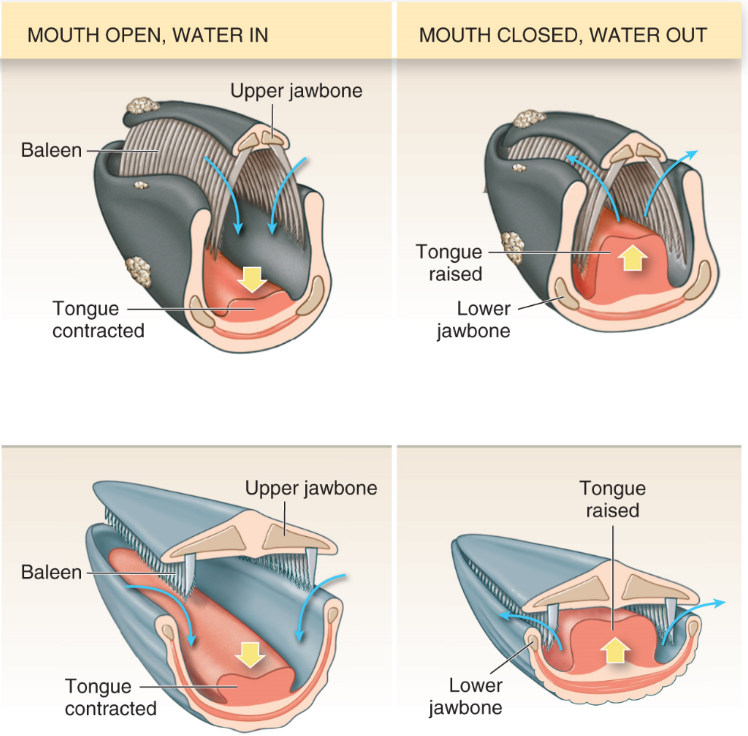 MOUTH OPEN, WATER IN
MOUTH CLOSED, WATER OUT
Upper jawbone
Baleen
Tongue
contracted
Tongue
raised
Lower
jawbone
Upper jawbone
Baleen
Tongue
contracted
Tongue
raised
Lower
jawbone